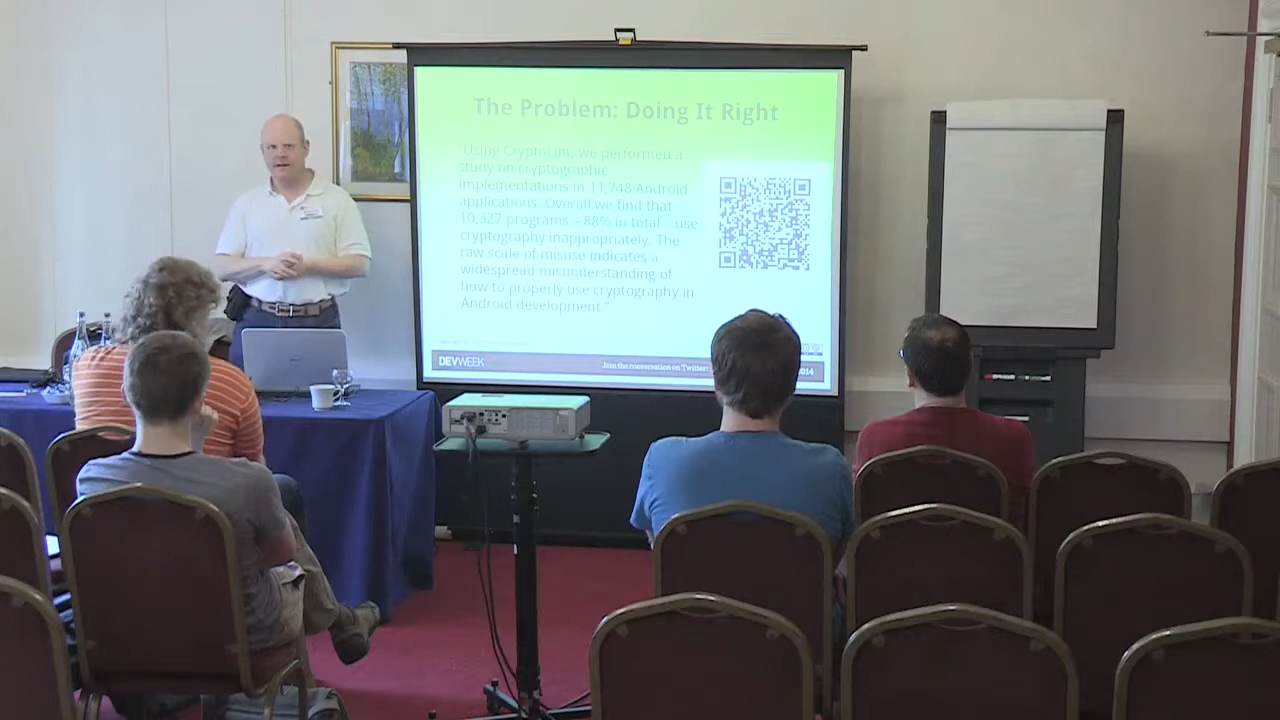 The Problem: Doing It Right
"Using CryptoLint, we performed a
study on cryptographic
implementations in 11,748 Android
applications. Overall we find that
10,327 programs – 88% in total – use
cryptography inappropriately. The
raw scale of misuse indicates a
widespread misunderstanding of
how to properly use cryptography in
Android development."
DEVWEEK
Join the conversation on Twitter:
2014